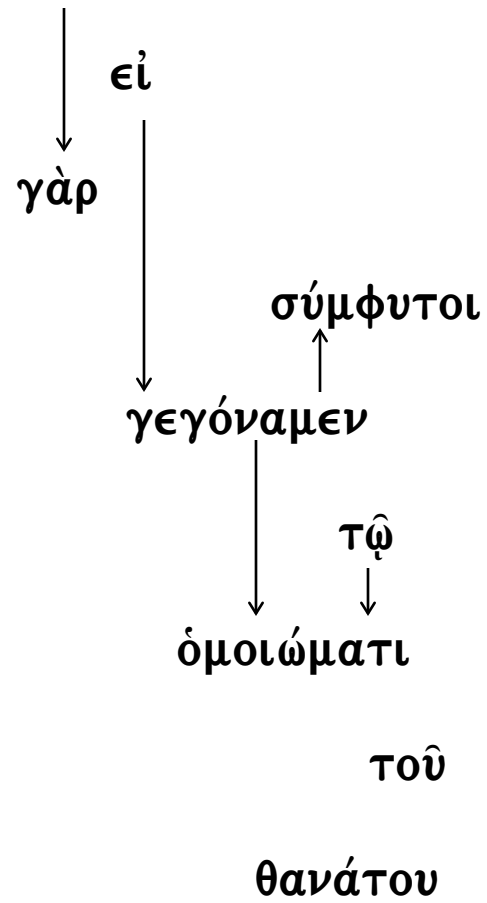 εἰ
γὰρ
σύμφυτοι
γεγόναμεν
τῷ
ὁμοιώματι
τοῦ
θανάτου